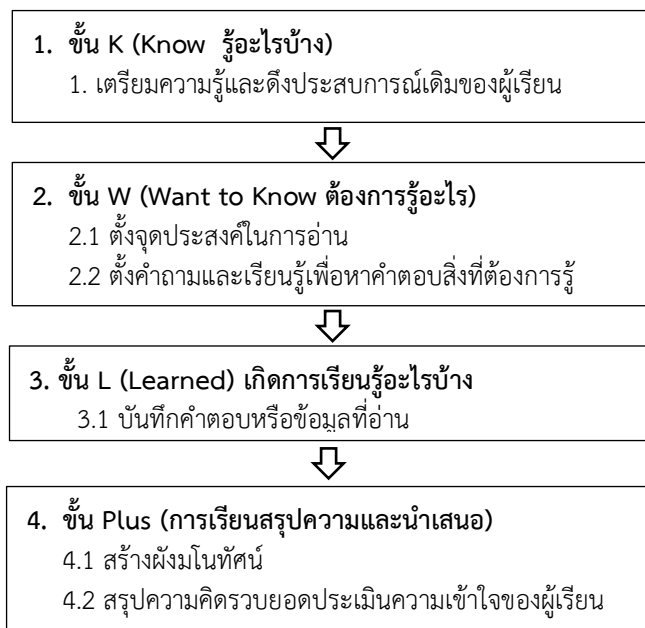 1. ขั้น K (Know รู้อะไรบ้าง)
1. เตรียมความรู้และดึงประสบการณ์เดิมของผู้เรียน
2. ขั้น W (Want to Know ต้องการรู้อะไร)
2.1 ตั้งจุดประสงค์ในการอ่าน
2.2 ตั้งคำถามและเรียนรู้เพื่อหาคำตอบสิ่งที่ต้องการรู้
3. ขั้น L (Learned) เกิดการเรียนรู้อะไรบ้าง
3.1 บันทึกคำตอบหรือข้อมูลที่อ่าน
4. ขั้น Plus (การเรียนสรุปความและนำเสนอ)
4.1 สร้างผังมโนทัศน์
4.2 สรุปความคิดรวบยอดประเมินความเข้าใจของผู้เรียน